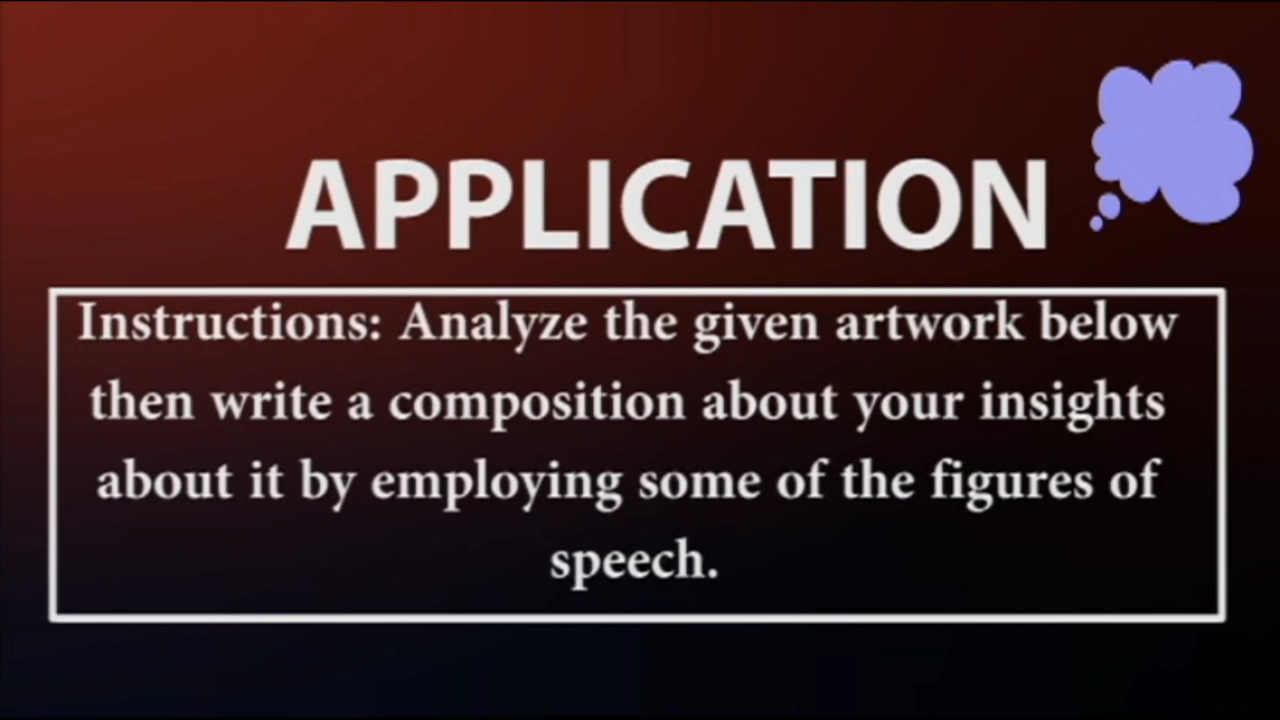 APPLICATION
Instructions: Analyze the given artwork below
then write a composition about your insights
about it by employing some of the figures of
speech.